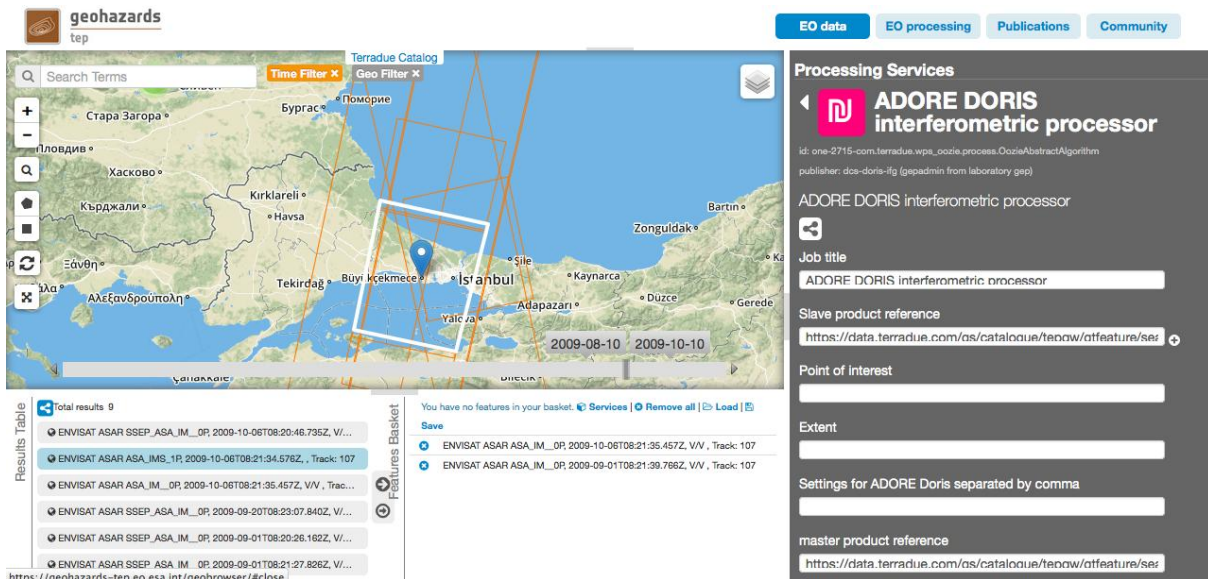 geohazards
tep
EO data
EO processing
Publications
Community
Terradue Catalog
Search Terms
Time Filter ×
Geo Filter ×
Поморие
Бургас
Стара Загора
Пловдив
Хасково
Kırklareli
Кърджали
Havsa
Bartın
Zonguldak
Ξάνθη
Şile
Tekirdağ
Büyükçekmece
İstanbul
Kaynarca
Αλεξανδρούπολη
Düzce
Gerede
Adapazarı
Yalova
2009-08-10
2009-10-10
Çanakkale
Bilecik
Results Table
Total results 9
ENVISAT ASAR SSEP_ASA_IM__0P, 2009-10-06T08:20:46.735Z, V/...
ENVISAT ASAR ASA_IMS_1P, 2009-10-06T08:21:34.576Z, , Track: 107
ENVISAT ASAR ASA_IM__0P, 2009-10-06T08:21:35.457Z, V/V , Trac...
ENVISAT ASAR SSEP_ASA_IM__0P, 2009-09-20T08:23:07.840Z, V/...
ENVISAT ASAR SSEP_ASA_IM__0P, 2009-09-01T08:20:26.162Z, V/...
ENVISAT ASAR SSEP_ASA_IM__0P, 2009-09-01T08:21:27.826Z, V/...
https://geohazards-tep.eo.esa.int/geobrowser/#close
Features Basket
You have no features in your basket. Services | Remove all | Load |
Save
ENVISAT ASAR ASA_IM__0P, 2009-10-06T08:21:35.457Z, V/V , Track: 107
ENVISAT ASAR ASA_IM__0P, 2009-09-01T08:21:39.766Z, V/V , Track: 107
Processing Services
ADORE DORIS
interferometric processor
id: one-2715-com.terradue.wps_oozie.process.OozieAbstractAlgorithm
publisher: dcs-doris-ifg (gepadmin from laboratory gep)
ADORE DORIS interferometric processor
Job title
ADORE DORIS interferometric processor
Slave product reference
https://data.terradue.com/gs/catalogue/tepqw/gtfeature/sea
Point of interest
Extent
Settings for ADORE Doris separated by comma
master product reference
https://data.terradue.com/gs/catalogue/tepqw/gtfeature/sea